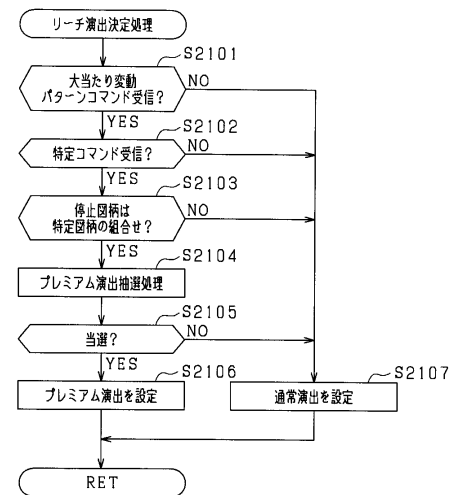 リーチ演出決定処理
S2101
大当たり変動
パターンコマンド受信？
NO
YES
S2102
特定コマンド受信？
NO
YES
S2103
停止図柄は
特定図柄の組合せ？
NO
YES
S2104
プレミアム演出抽選処理
S2105
当選？
NO
YES
S2106
プレミアム演出を設定
S2107
通常演出を設定
RET